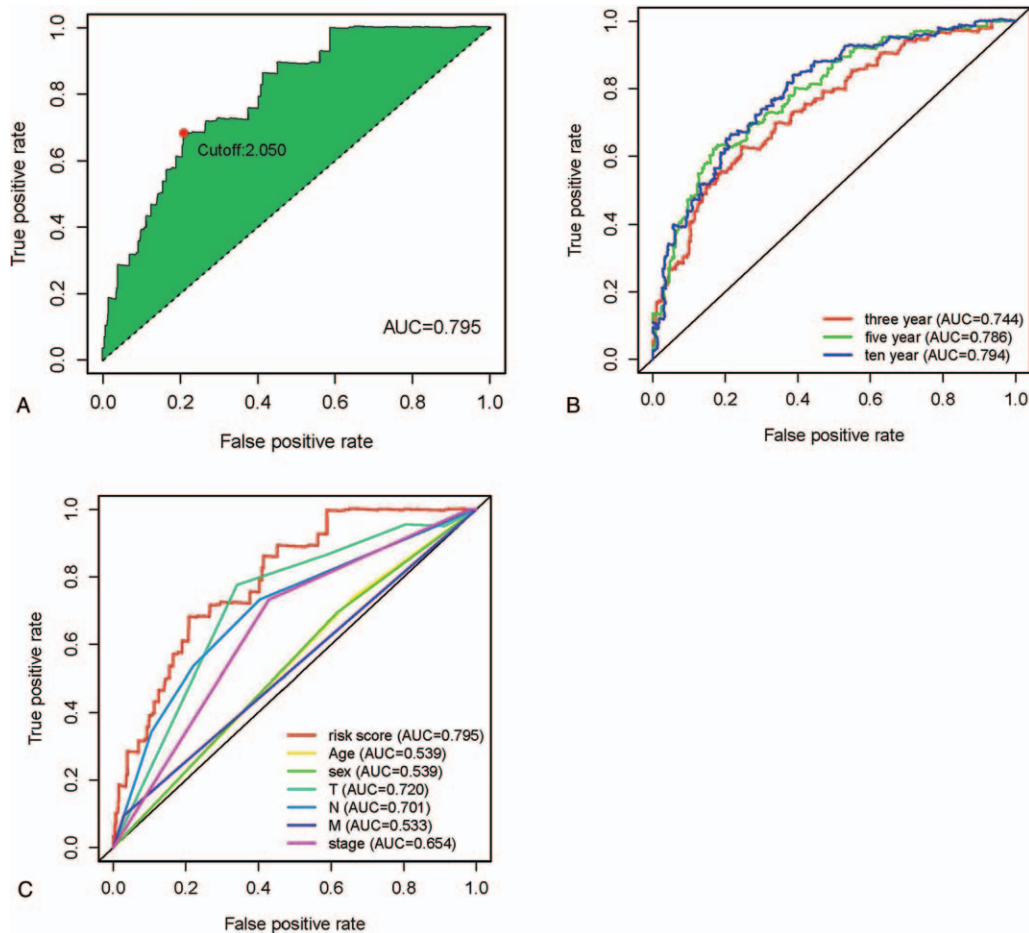 1.0
0.8
0.6
0.4
0.2
0.0
True positive rate
Cutoff:2.050
AUC=0.795
0.0 0.2 0.4 0.6 0.8 1.0
False positive rate
A
1.0
0.8
0.6
0.4
0.2
0.0
True positive rate
three year (AUC=0.744)
five year (AUC=0.786)
ten year (AUC=0.794)
0.0 0.2 0.4 0.6 0.8 1.0
False positive rate
B
1.0
0.8
0.6
0.4
0.2
0.0
True positive rate
risk score (AUC=0.795)
Age (AUC=0.539)
sex (AUC=0.539)
T (AUC=0.720)
N (AUC=0.701)
M (AUC=0.533)
stage (AUC=0.654)
0.0 0.2 0.4 0.6 0.8 1.0
False positive rate
C